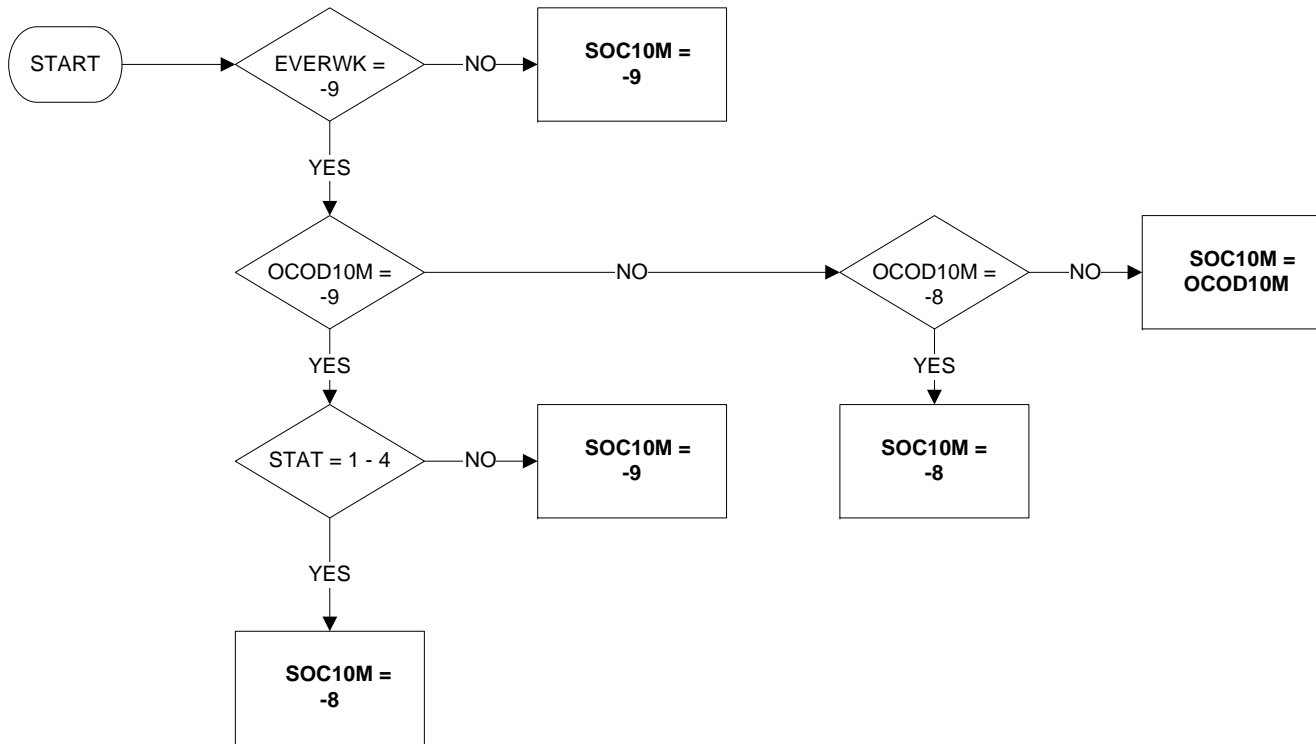 START
EVERWK =
-9
NO
SOC10M =
-9
YES
OCOD10M =
-9
NO
OCOD10M =
-8
NO
SOC10M =
OCOD10M
YES
YES
STAT = 1 - 4
NO
SOC10M =
-9
SOC10M =
-8
YES
SOC10M =
-8